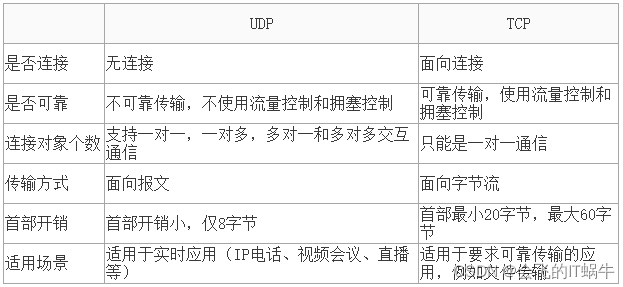 UDP TCP
是否连接 无连接 面向连接
是否可靠 不可靠传输，不使用流量控制和拥塞控制 可靠传输，使用流量控制和
拥塞控制
连接对象个数 支持一对一，一对多，多对一和多对多交互
通信 只能是一对一通信
传输方式 面向报文 面向字节流
首部开销 首部开销小，仅8字节 首部最小20字节，最大60字
节
适用场景 适用于实时应用（IP电话、视频会议、直播
等） 适用于要求可靠传输的应
用，例如文件传输
的IT蜗牛